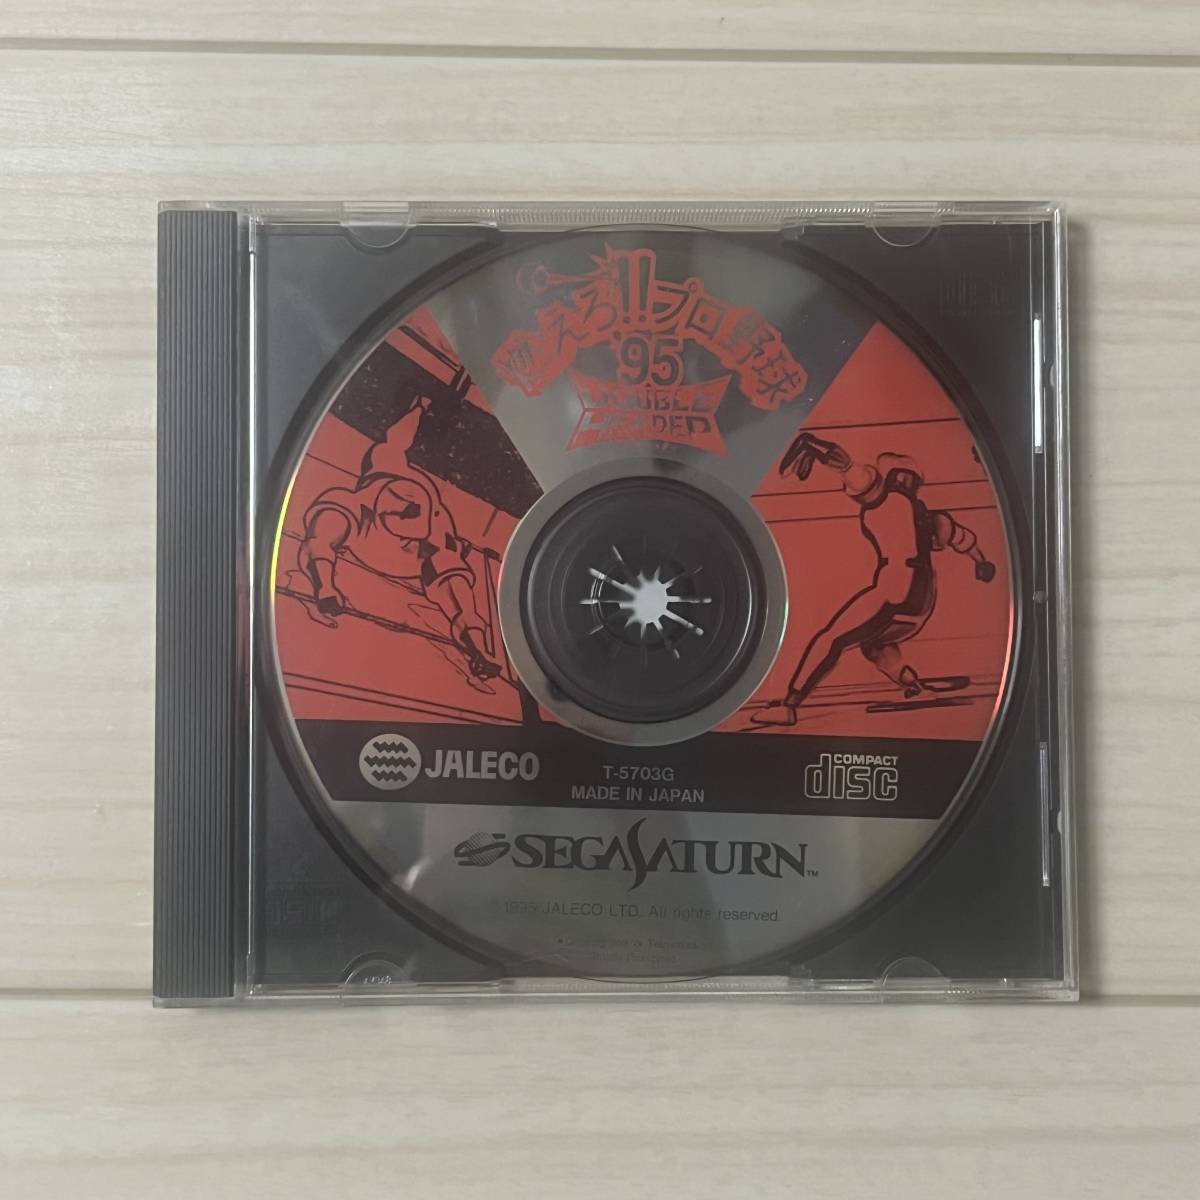 燃えろ!!プロ野球
'95
DOUBLE
HEADER
JALECO
T-5703G
MADE IN JAPAN
COMPACT
disc
SEGA SATURN™
© 1995 JALECO LTD. All rights reserved.